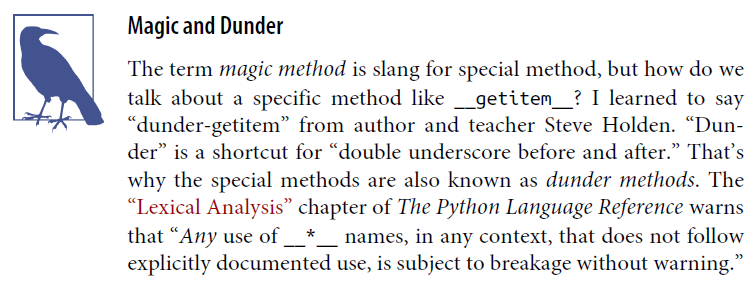 Magic and Dunder
The term magic method is slang for special method, but how do we
talk about a specific method like __getitem__? I learned to say
“dunder-getitem” from author and teacher Steve Holden. “Dun-
der” is a shortcut for “double underscore before and after.” That’s
why the special methods are also known as dunder methods. The
“Lexical Analysis” chapter of The Python Language Reference warns
that “Any use of __*__ names, in any context, that does not follow
explicitly documented use, is subject to breakage without warning.”